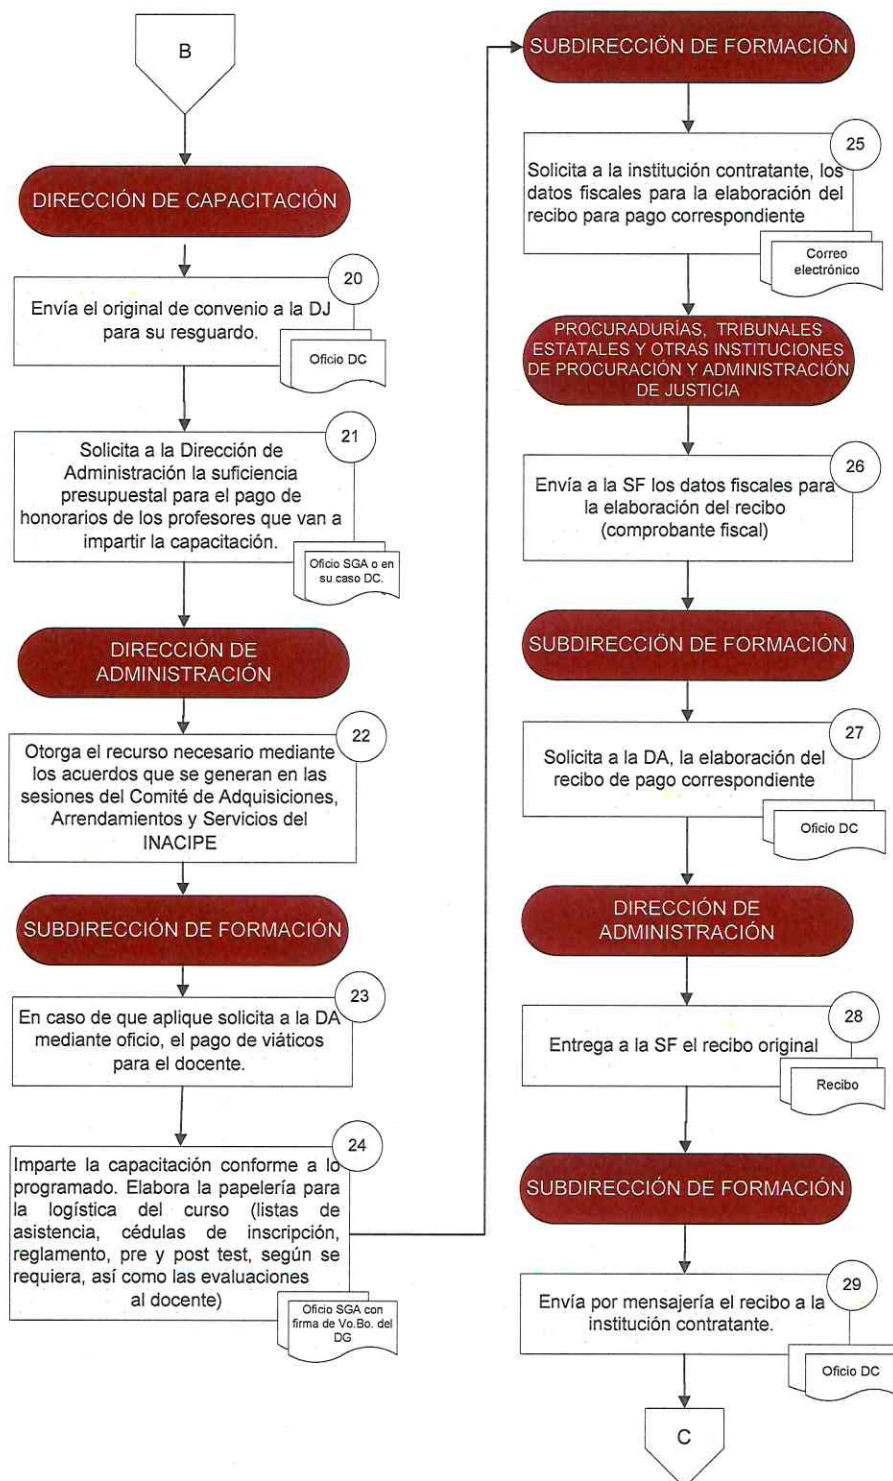 B
DIRECCIÓN DE CAPACITACIÓN
20
Envía el original de convenio a la DJ
para su resguardo.
Oficio DC
21
Solicita a la Dirección de
Administración la suficiencia
presupuestal para el pago de
honorarios de los profesores que van a
impartir la capacitación.
Oficio SGA o en
su caso DC.
DIRECCIÓN DE
ADMINISTRACIÓN
22
Otorga el recurso necesario mediante
los acuerdos que se generan en las
sesiones del Comité de Adquisiciones,
Arrendamientos y Servicios del
INACIPE
SUBDIRECCIÓN DE FORMACIÓN
23
En caso de que aplique solicita a la DA
mediante oficio, el pago de viáticos
para el docente.
24
Imparte la capacitación conforme a lo
programado. Elabora la papelería para
la logística del curso (listas de
asistencia, cédulas de inscripción,
reglamento, pre y post test, según se
requiera, así como las evaluaciones
al docente)
Oficio SGA con
firma de Vo.Bo. del
DG
SUBDIRECCIÖN DE FORMACIÓN
25
Solicita a la institución contratante, los
datos fiscales para la elaboración del
recibo para pago correspondiente
Correo
electrónico
PROCURADURÍAS, TRIBUNALES
ESTATALES Y OTRAS INSTITUCIONES
DE PROCURACIÓN Y ADMINISTRACIÓN
DE JUSTICIA
26
Envía a la SF los datos fiscales para
la elaboración del recibo
(comprobante fiscal)
SUBDIRECCIÖN DE FORMACIÓN
27
Solicita a la DA, la elaboración del
recibo de pago correspondiente
Oficio DC
DIRECCIÓN DE
ADMINISTRACIÓN
28
Entrega a la SF el recibo original
Recibo
SUBDIRECCIÓN DE FORMACIÓN
29
Envía por mensajería el recibo a la
institución contratante.
Oficio DC
C